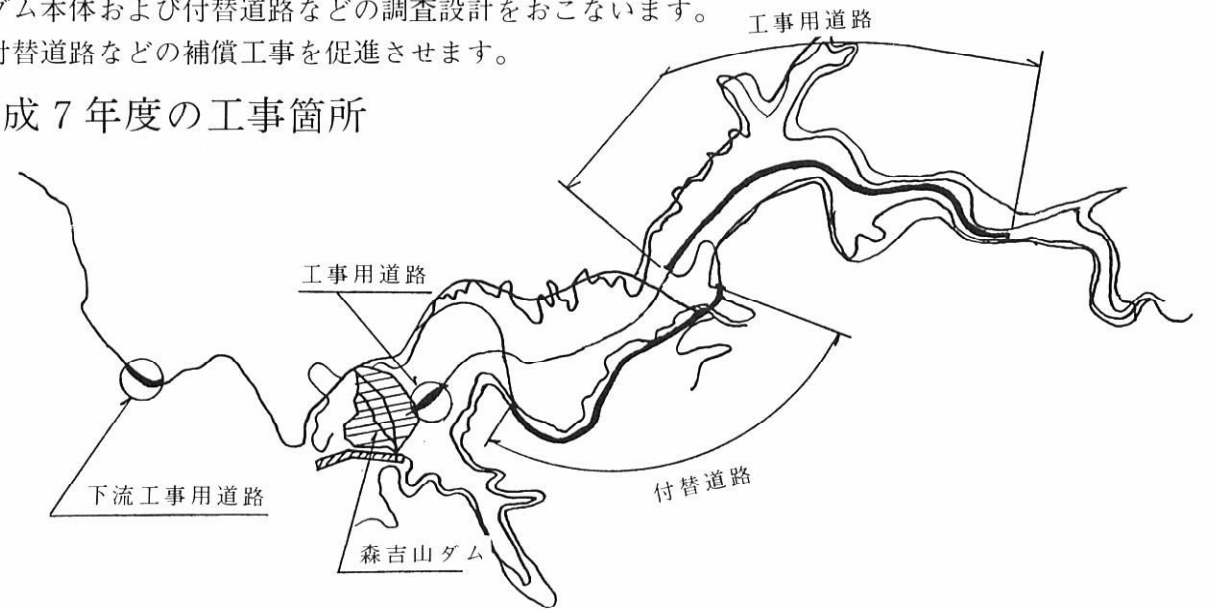 ダム本体および付替道路などの調査設計をおこないます。
付替道路などの補償工事を促進させます。
成7年度の工事箇所
工事用道路
工事用道路
下流工事用道路
付替道路
森吉山ダム